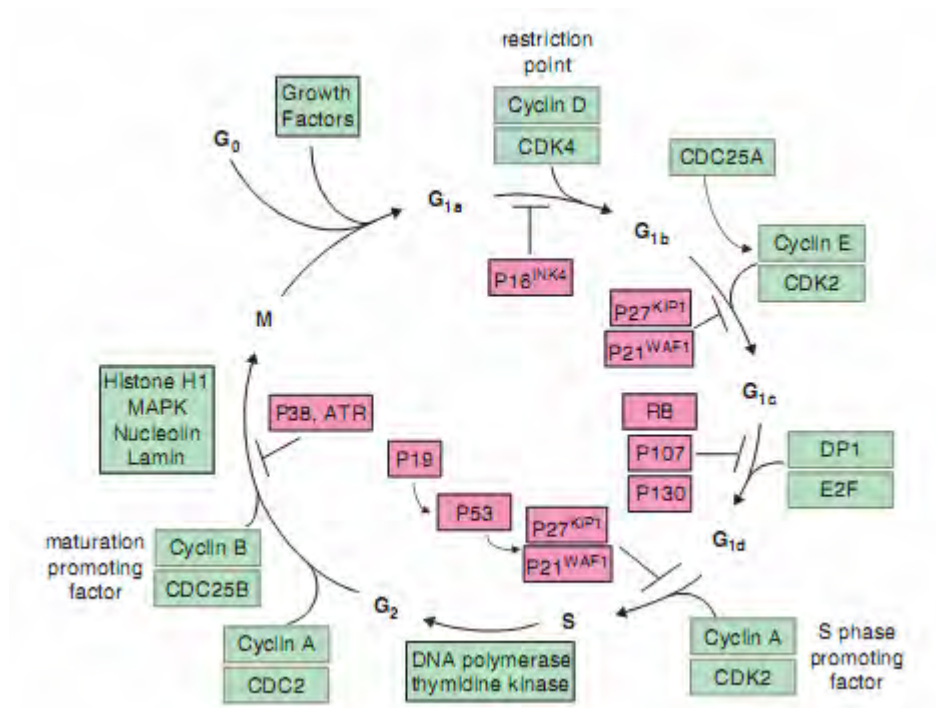 restriction
point
Growth
Factors
Cyclin D
CDK4
G0
CDC25A
G1a
G1b
Cyclin E
CDK2
P16INK4
P27KIP1
P21WAF1
M
Histone H1
MAPK
Nucleolin
Lamin
P38, ATR
G1c
RB
P107
P130
DP1
E2F
P19
P53
P27KIP1
P21WAF1
G1d
maturation
promoting
factor
Cyclin B
CDC25B
G2
S
Cyclin A
CDC2
DNA polymerase
thymidine kinase
Cyclin A
CDK2
S phase
promoting
factor